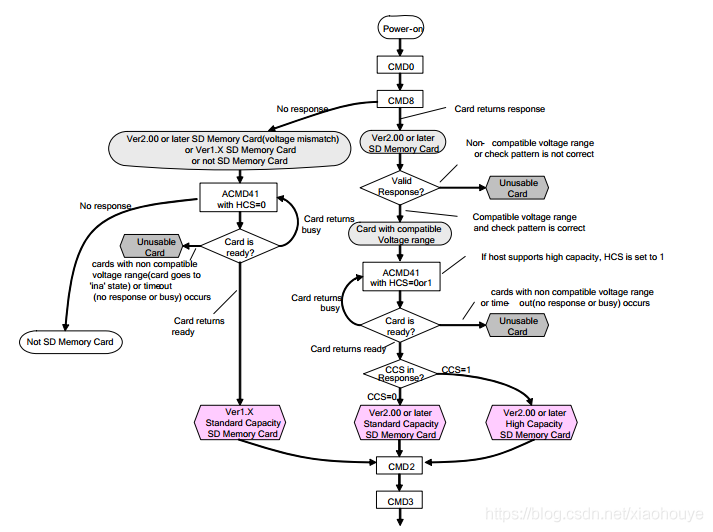 Power-on
CMD0
CMD8
No response
Card returns response
Ver2.00 or later SD Memory Card(voltage mismatch)
or Ver1.X SD Memory Card
or not SD Memory Card
Ver2.00 or later
SD Memory Card
Non- compatible voltage range
or check pattern is not correct
Valid
Response?
Unusable
Card
No response
ACMD41
with HCS=0
Card returns
busy
Compatible voltage range
and check pattern is correct
Card with compatible
Voltage range
Unusable
Card
Card is
ready?
cards with non compatible
voltage range(card goes to
'ina' state) or timeout
(no response or busy) occurs
ACMD41
with HCS=0or1
If host supports high capacity, HCS is set to 1
Card returns
busy
cards with non compatible voltage range
or time- out(no response or busy) occurs
Card returns
ready
Card is
ready?
Unusable
Card
Not SD Memory Card
Card returns ready
CCS in
Response?
CCS=1
CCS=0
Ver1.X
Standard Capacity
SD Memory Card
Ver2.00 or later
Standard Capacity
SD Memory Card
Ver2.00 or later
High Capacity
SD Memory Card
CMD2
CMD3
https://blog.csdn.net/xiaohouye